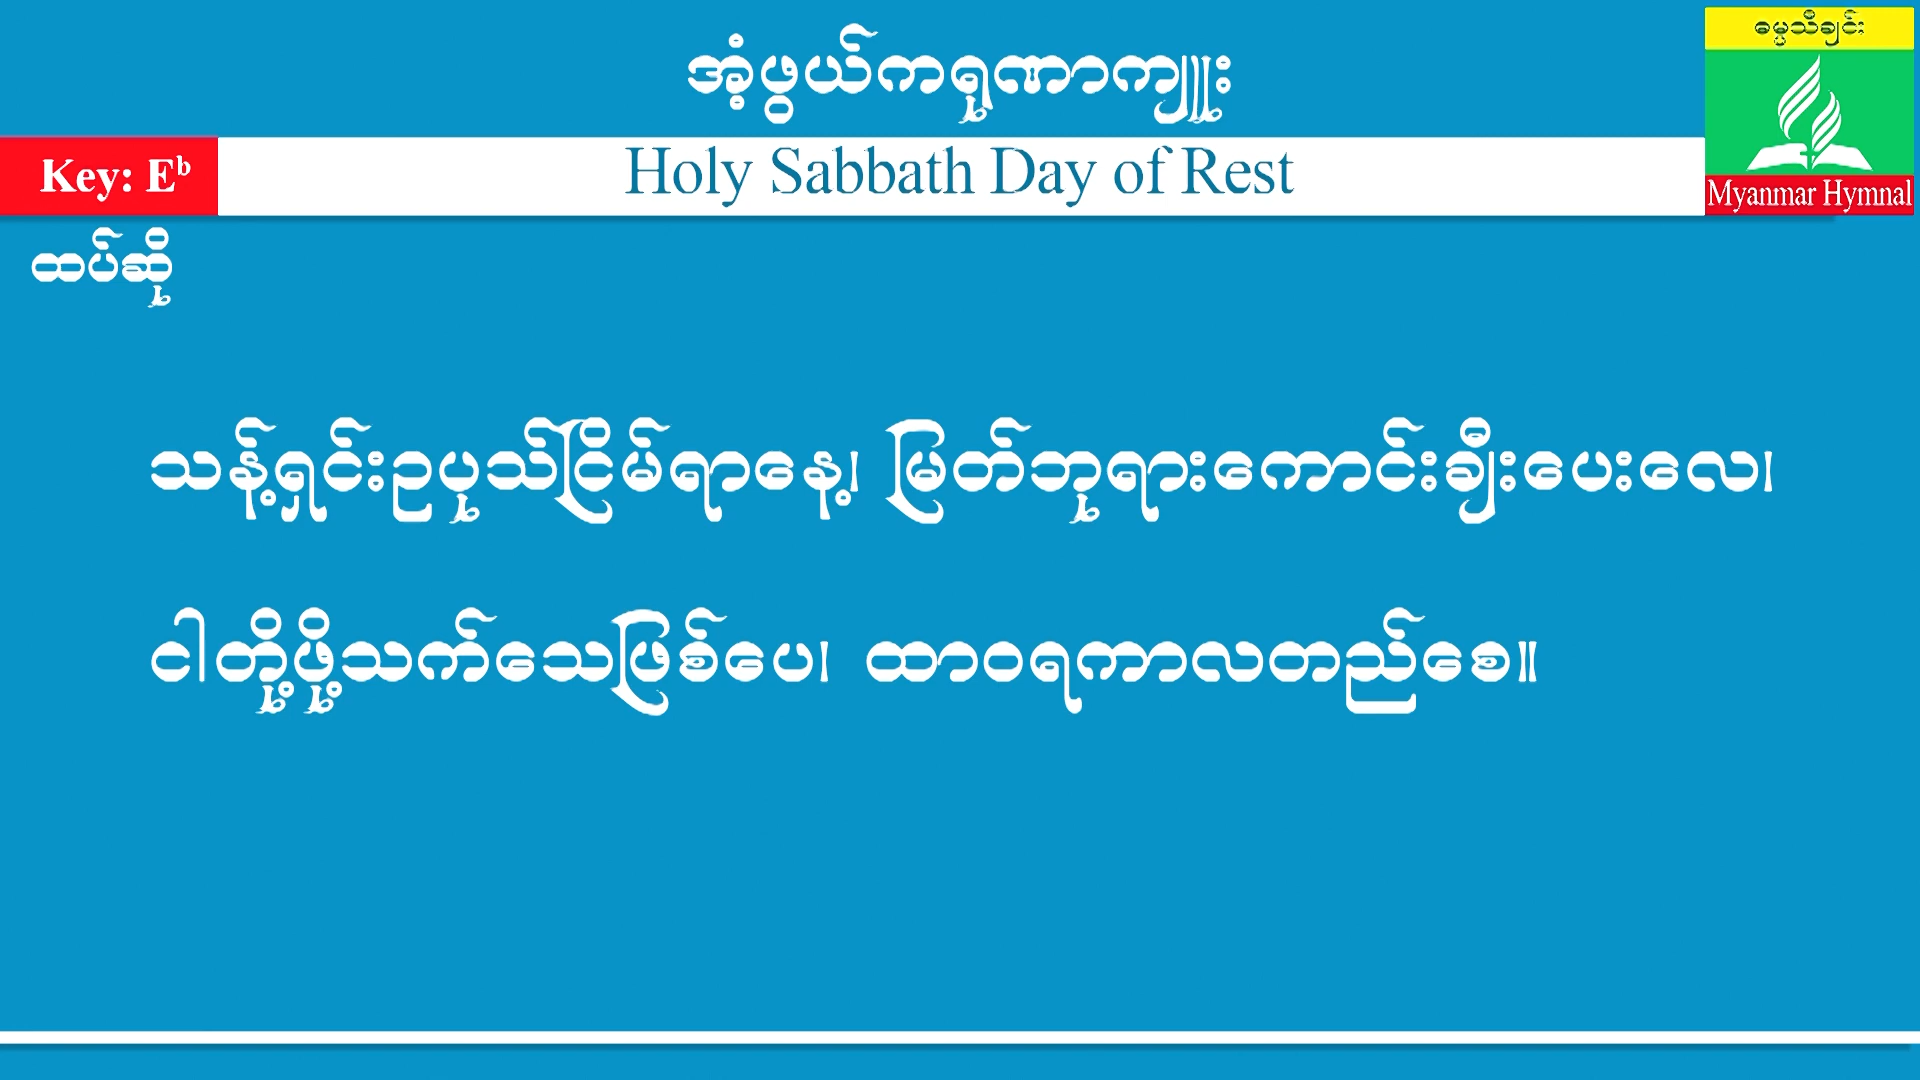 အံ့ဖွယ်ကရုဏာကျူး
ဓမ္မသီချင်း
Key: Eb
Holy Sabbath Day of Rest
Myanmar Hymnal
ထပ်ဆို
သန့်ရှင်းဥပုသ်ငြိမ်ရာနေ့၊ မြတ်ဘုရားကောင်းချီးပေးလေ၊
ငါတို့ဖို့သက်သေဖြစ်ပေ၊ ထာဝရကာလတည်စေ။